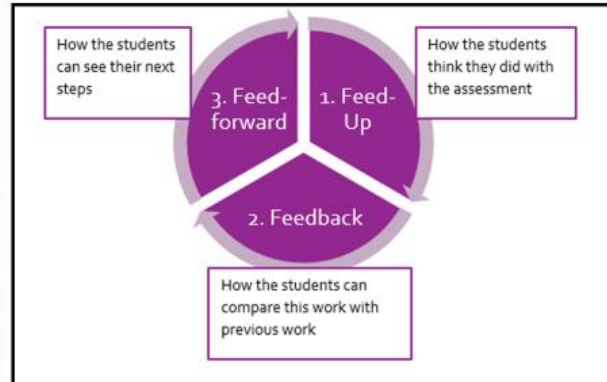 How the students
can see their next
steps
3. Feed-
forward
1. Feed-
Up
How the students
think they did with
the assessment
2. Feedback
How the students can
compare this work with
previous work